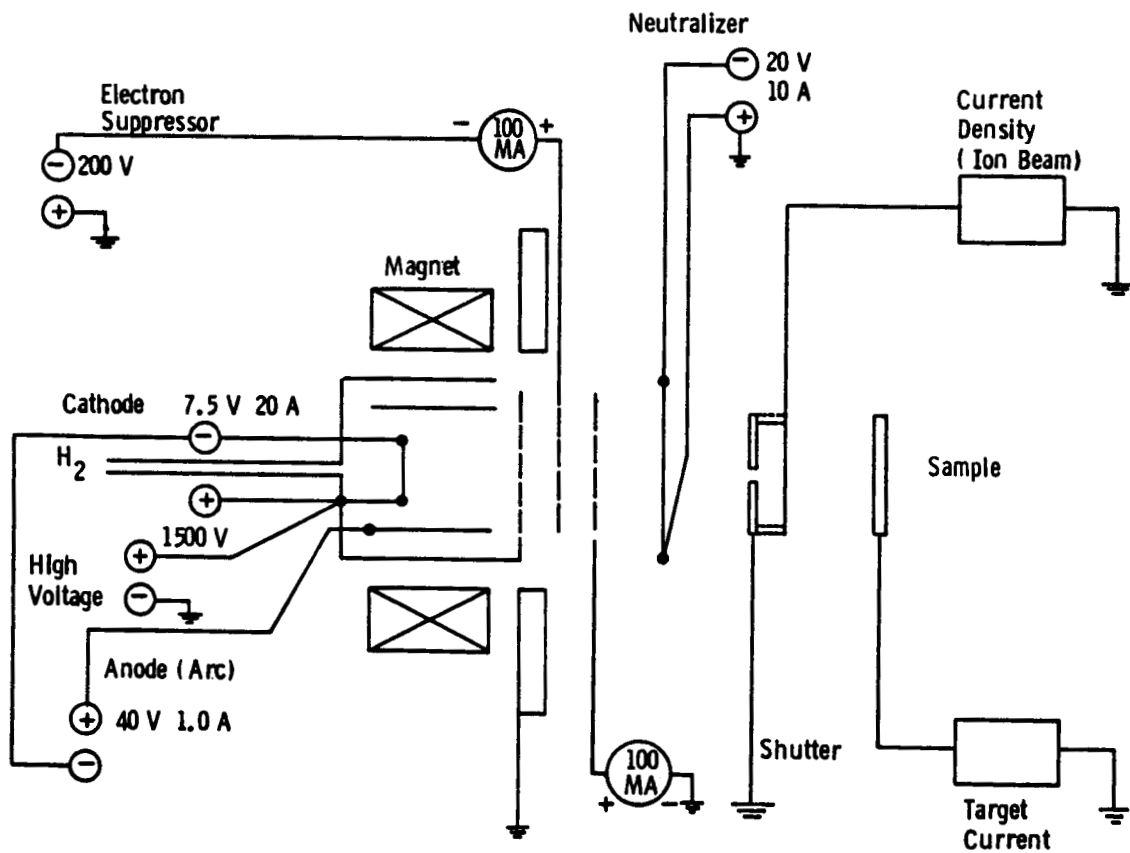 Neutralizer
20 V
10 A
Electron
Suppressor
- 100 MA +
200 V
Current
Density
( Ion Beam)
Magnet
Cathode 7.5 V 20 A
H2
Sample
1500 V
High
Voltage
Anode (Arc)
40 V 1.0 A
100
MA
+ -
Shutter
Target
Current